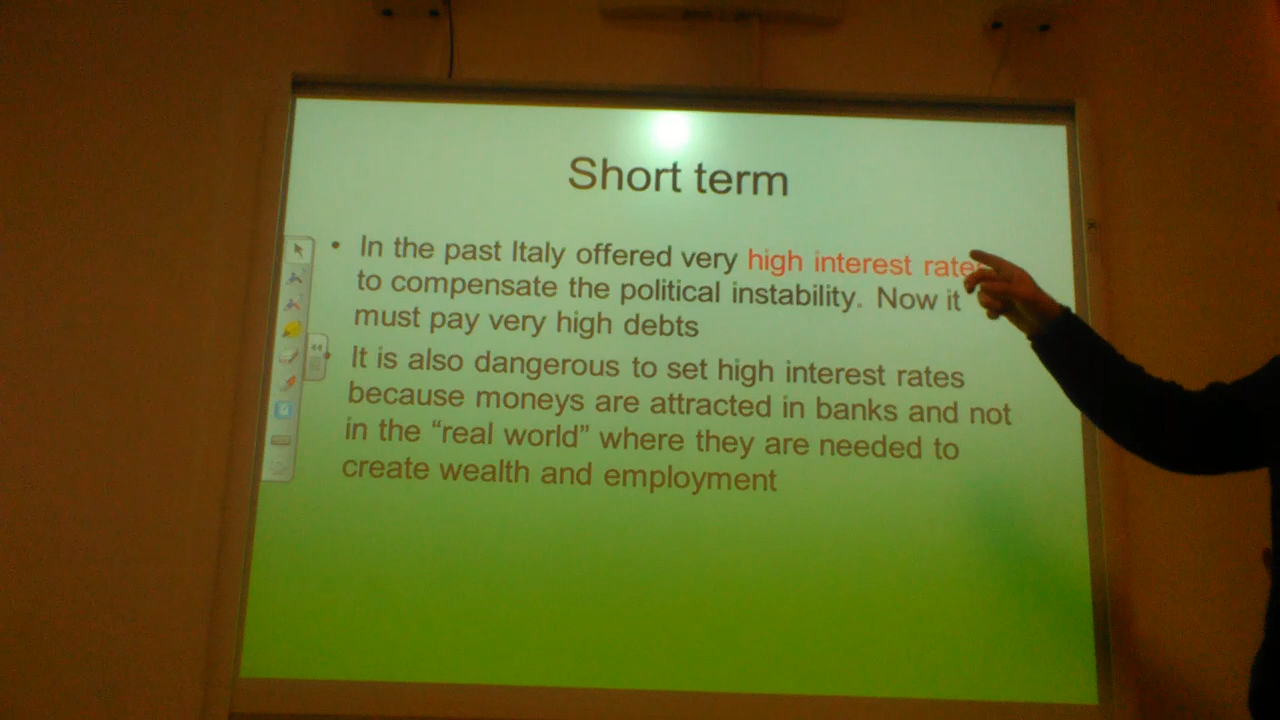 Short term
• In the past Italy offered very high interest rate
to compensate the political instability. Now it
must pay very high debts
• It is also dangerous to set high interest rates
because moneys are attracted in banks and not
in the “real world” where they are needed to
create wealth and employment